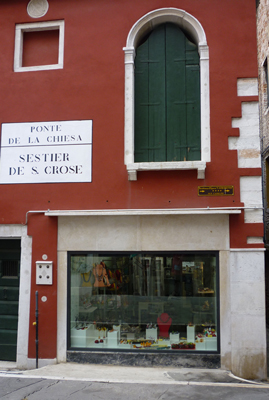 PONTE
DE LA CHIESA
SESTIER
DE S. CROSE